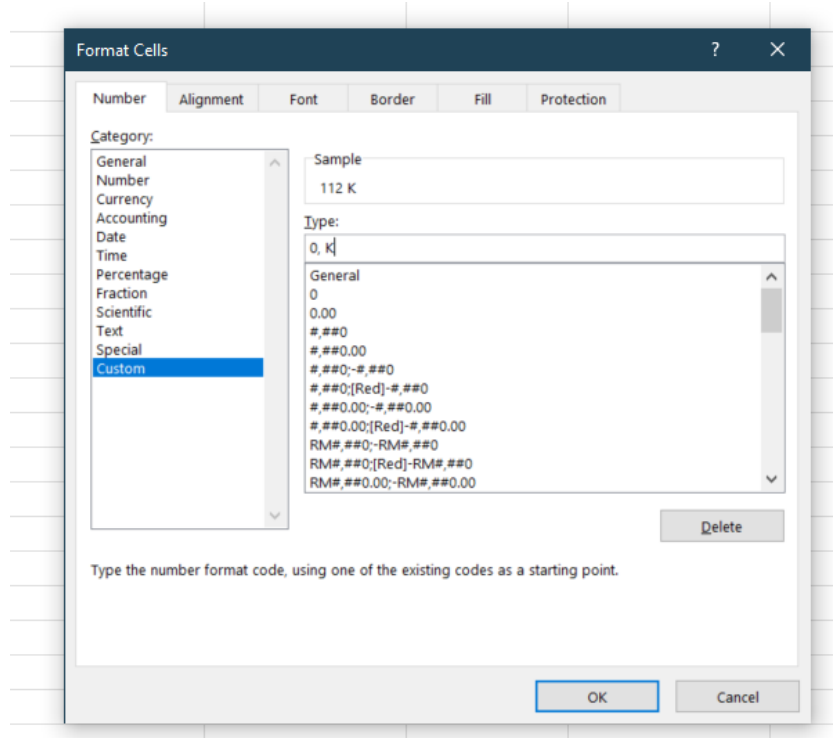 Format Cells ? ×
Number Alignment Font Border Fill Protection
Category:
General
Number
Currency
Accounting
Date
Time
Percentage
Fraction
Scientific
Text
Special
Custom
Sample
112 K
Type:
0, K
General
0
0.00
#,##0
#,##0.00
#,##0;-#,##0
#,##0;[Red]-#,##0
#,##0.00;-#,##0.00
#,##0.00;[Red]-#,##0.00
RM#,##0;-RM#,##0
RM#,##0;[Red]-RM#,##0
RM#,##0.00;-RM#,##0.00
Delete
Type the number format code, using one of the existing codes as a starting point.
OK Cancel